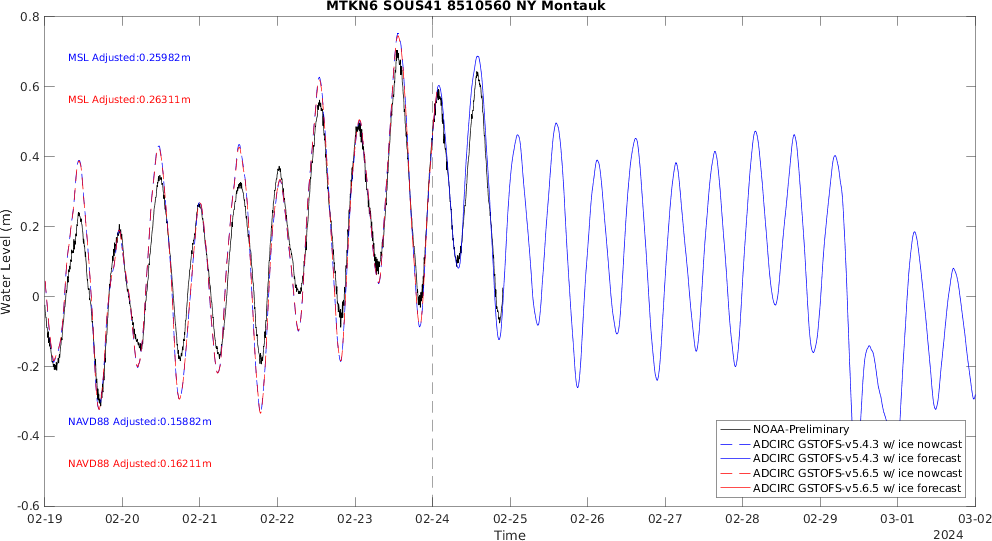 MTKN6 SOUS41 8510560 NY Montauk
0.8
0.6
0.4
0.2
0
-0.2
-0.4
-0.6
Water Level (m)
MSL Adjusted:0.25982m
MSL Adjusted:0.26311m
NAVD88 Adjusted:0.15882m
NAVD88 Adjusted:0.16211m
NOAA-Preliminary
ADCIRC GSTOFS-v5.4.3 w/ ice nowcast
ADCIRC GSTOFS-v5.4.3 w/ ice forecast
ADCIRC GSTOFS-v5.6.5 w/ ice nowcast
ADCIRC GSTOFS-v5.6.5 w/ ice forecast
02-19 02-20 02-21 02-22 02-23 02-24 02-25 02-26 02-27 02-28 02-29 03-01 03-02
Time
2024